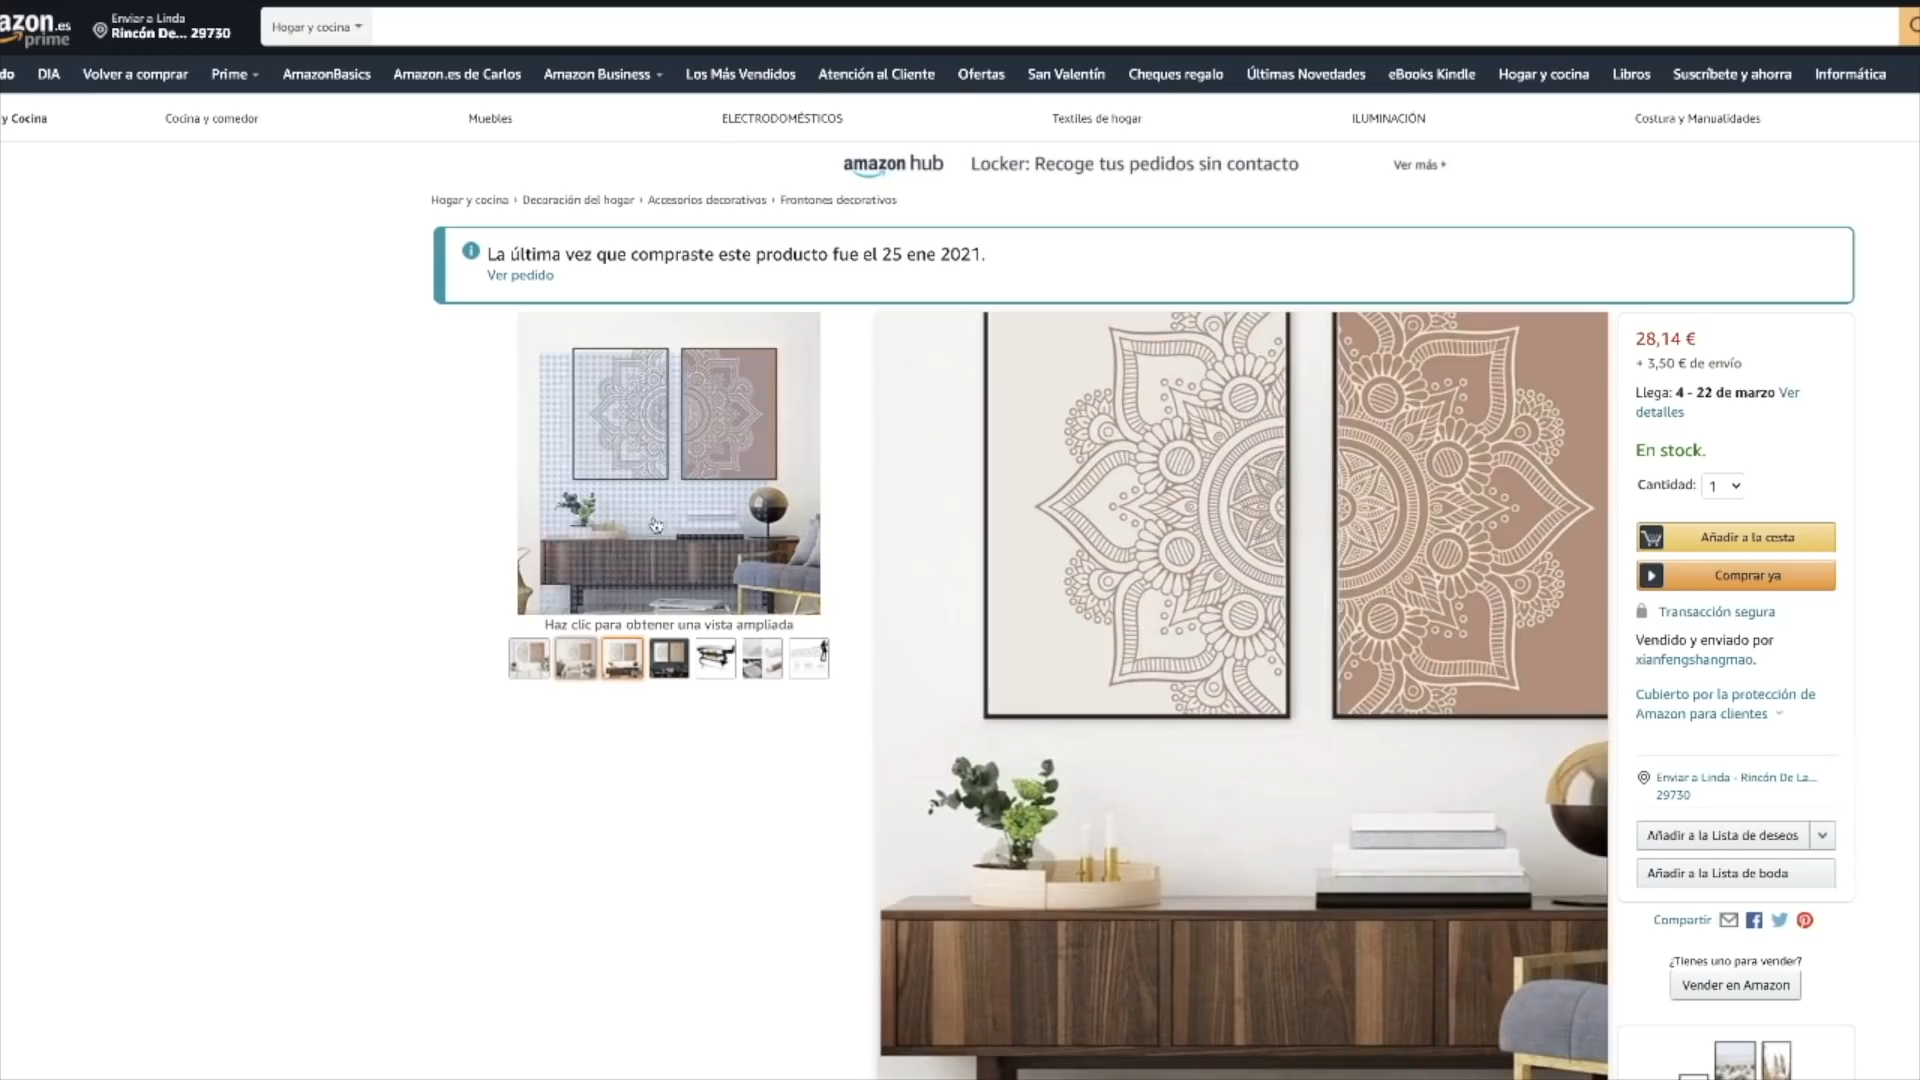 azon.es
prime
Enviar a Linda
Rincón De... 29730
Hogar y cocina
do DIA Volver a comprar Prime AmazonBasics Amazon.es de Carlos Amazon Business Los Más Vendidos Atención al Cliente Ofertas San Valentín Cheques regalo Últimas Novedades eBooks Kindle Hogar y cocina Libros Suscríbete y ahorra Informática
y Cocina Cocina y comedor Muebles ELECTRODOMÉSTICOS Textiles de hogar ILUMINACIÓN Costura y Manualidades
amazon hub Locker: Recoge tus pedidos sin contacto Ver más
Hogar y cocina › Decoración del hogar › Accesorios decorativos › Frontones decorativos
La última vez que compraste este producto fue el 25 ene 2021.
Ver pedido
Haz clic para obtener una vista ampliada
28,14 €
+ 3,50 € de envío
Llega: 4 - 22 de marzo Ver
detalles
En stock.
Cantidad: 1
Añadir a la cesta
Comprar ya
Transacción segura
Vendido y enviado por
xianfengshangmao.
Cubierto por la protección de
Amazon para clientes
Enviar a Linda - Rincón De La...
29730
Añadir a la Lista de deseos
Añadir a la Lista de boda
Compartir
¿Tienes uno para vender?
Vender en Amazon